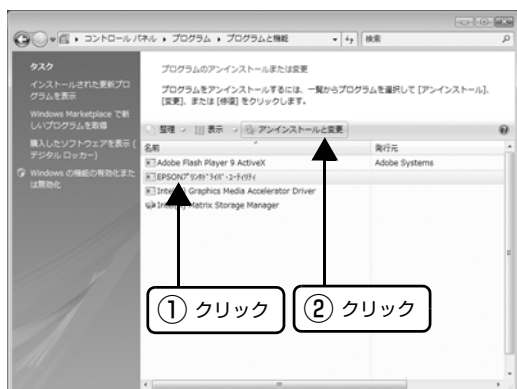 コントロール パネル ▸ プログラム ▸ プログラムと機能
検索
タスク
インストールされた更新プログラムを表示
Windows Marketplace で新しいプログラムを取得
購入したソフトウェアを表示 (デジタル ロッカー)
Windows の機能の有効化または無効化
プログラムのアンインストールまたは変更
プログラムをアンインストールするには、一覧からプログラムを選択して [アンインストール]、
[変更]、または [修復] をクリックします。
整理 表示 アンインストールと変更
名前 発行元
Adobe Flash Player 9 ActiveX Adobe Systems
EPSONプリンタドライバ・ユーティリティ
Graphics Media Accelerator Driver
Matrix Storage Manager
① クリック
② クリック